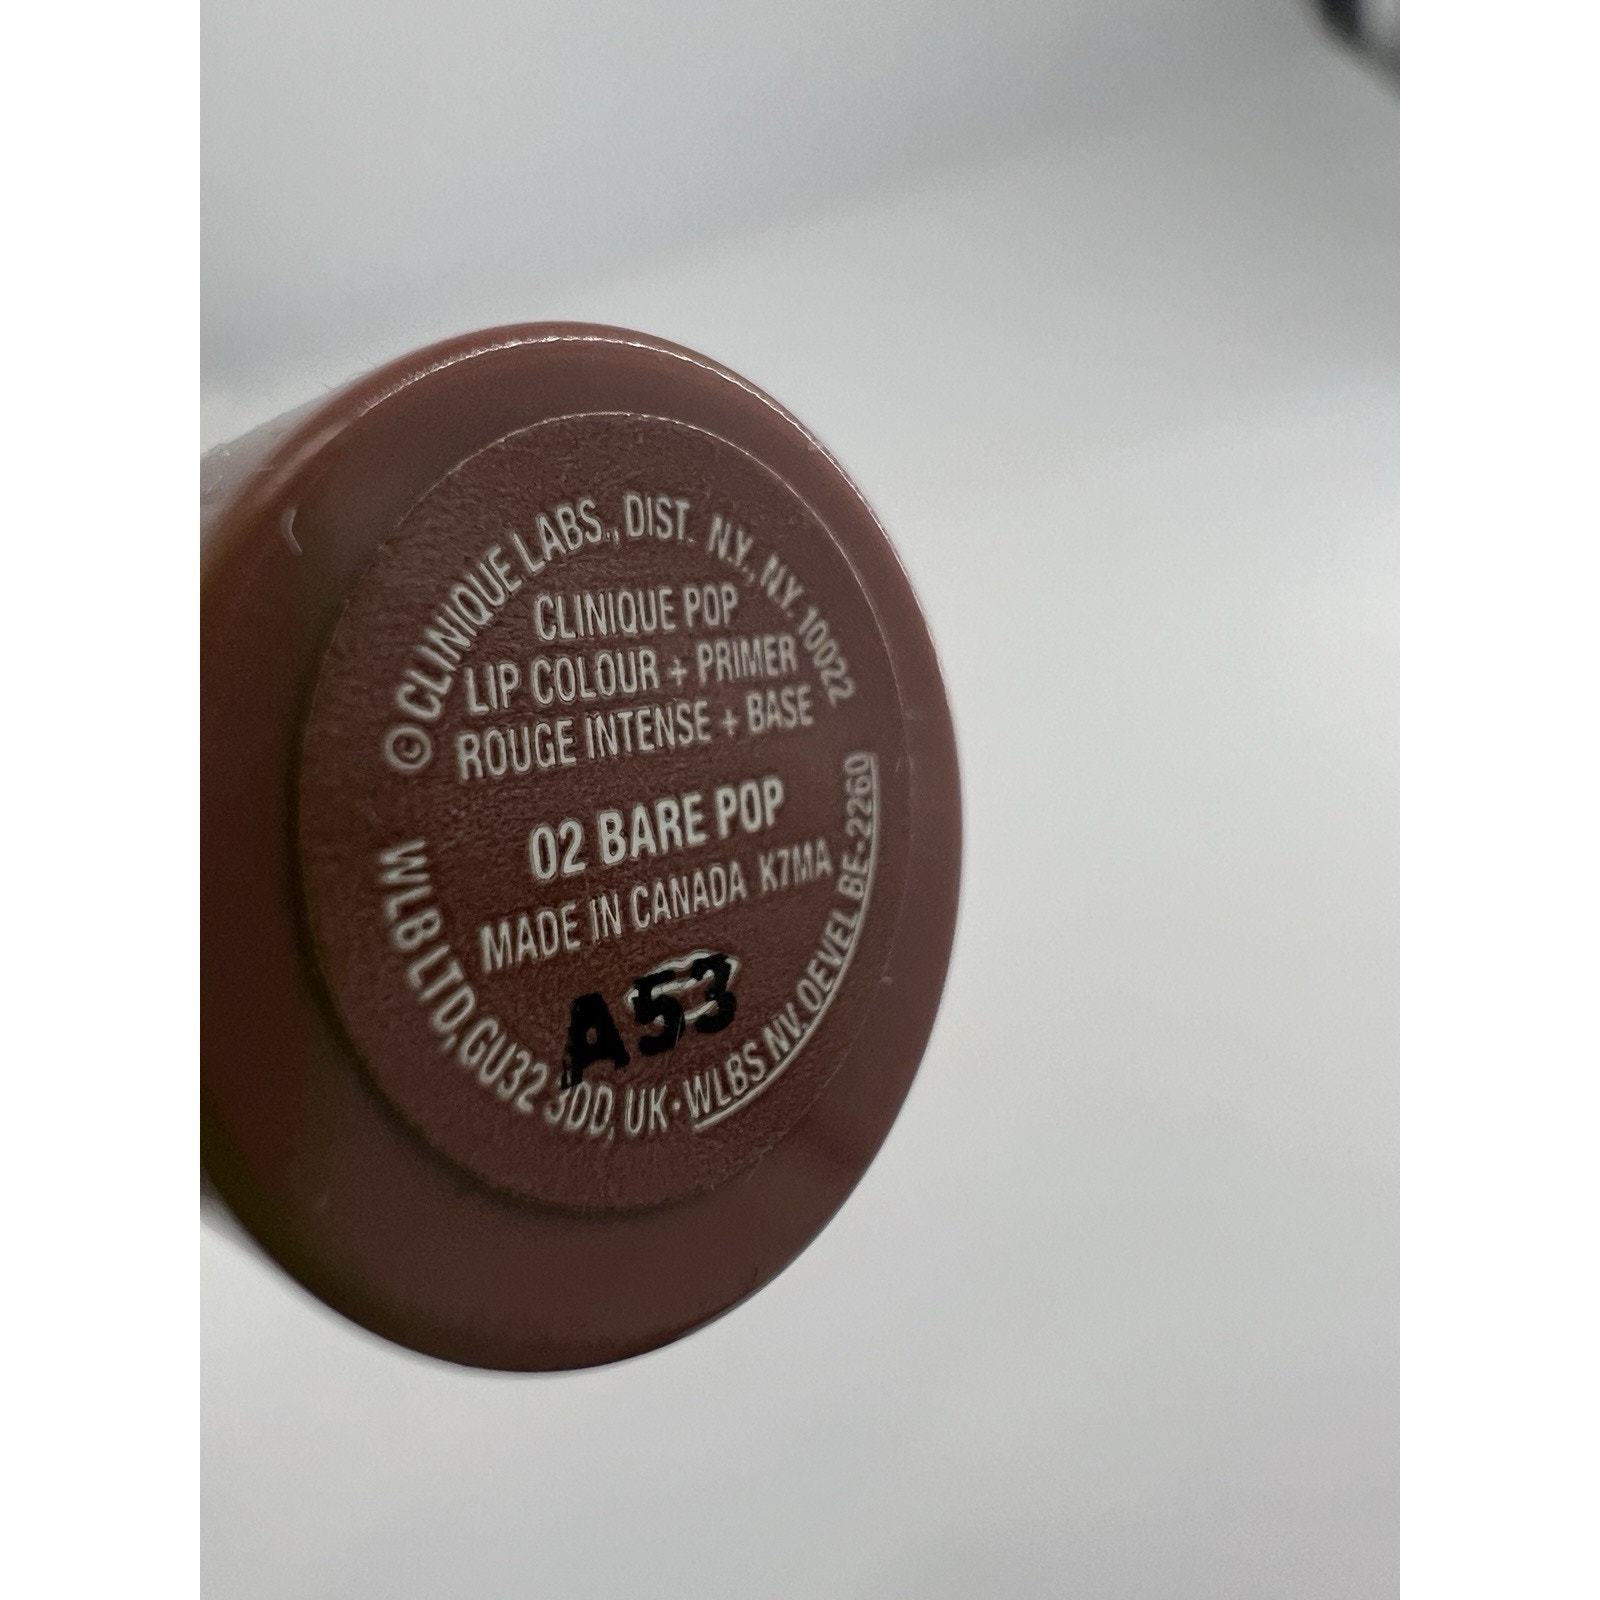 © CLINIQUE LABS., DIST. N.Y., N.Y. 10022
CLINIQUE POP
LIP COLOUR + PRIMER
ROUGE INTENSE + BASE
02 BARE POP
MADE IN CANADA K7MA
A53
WLB LTD, GU32 3DD, UK · WLBS NV. OEVEL BE-2260